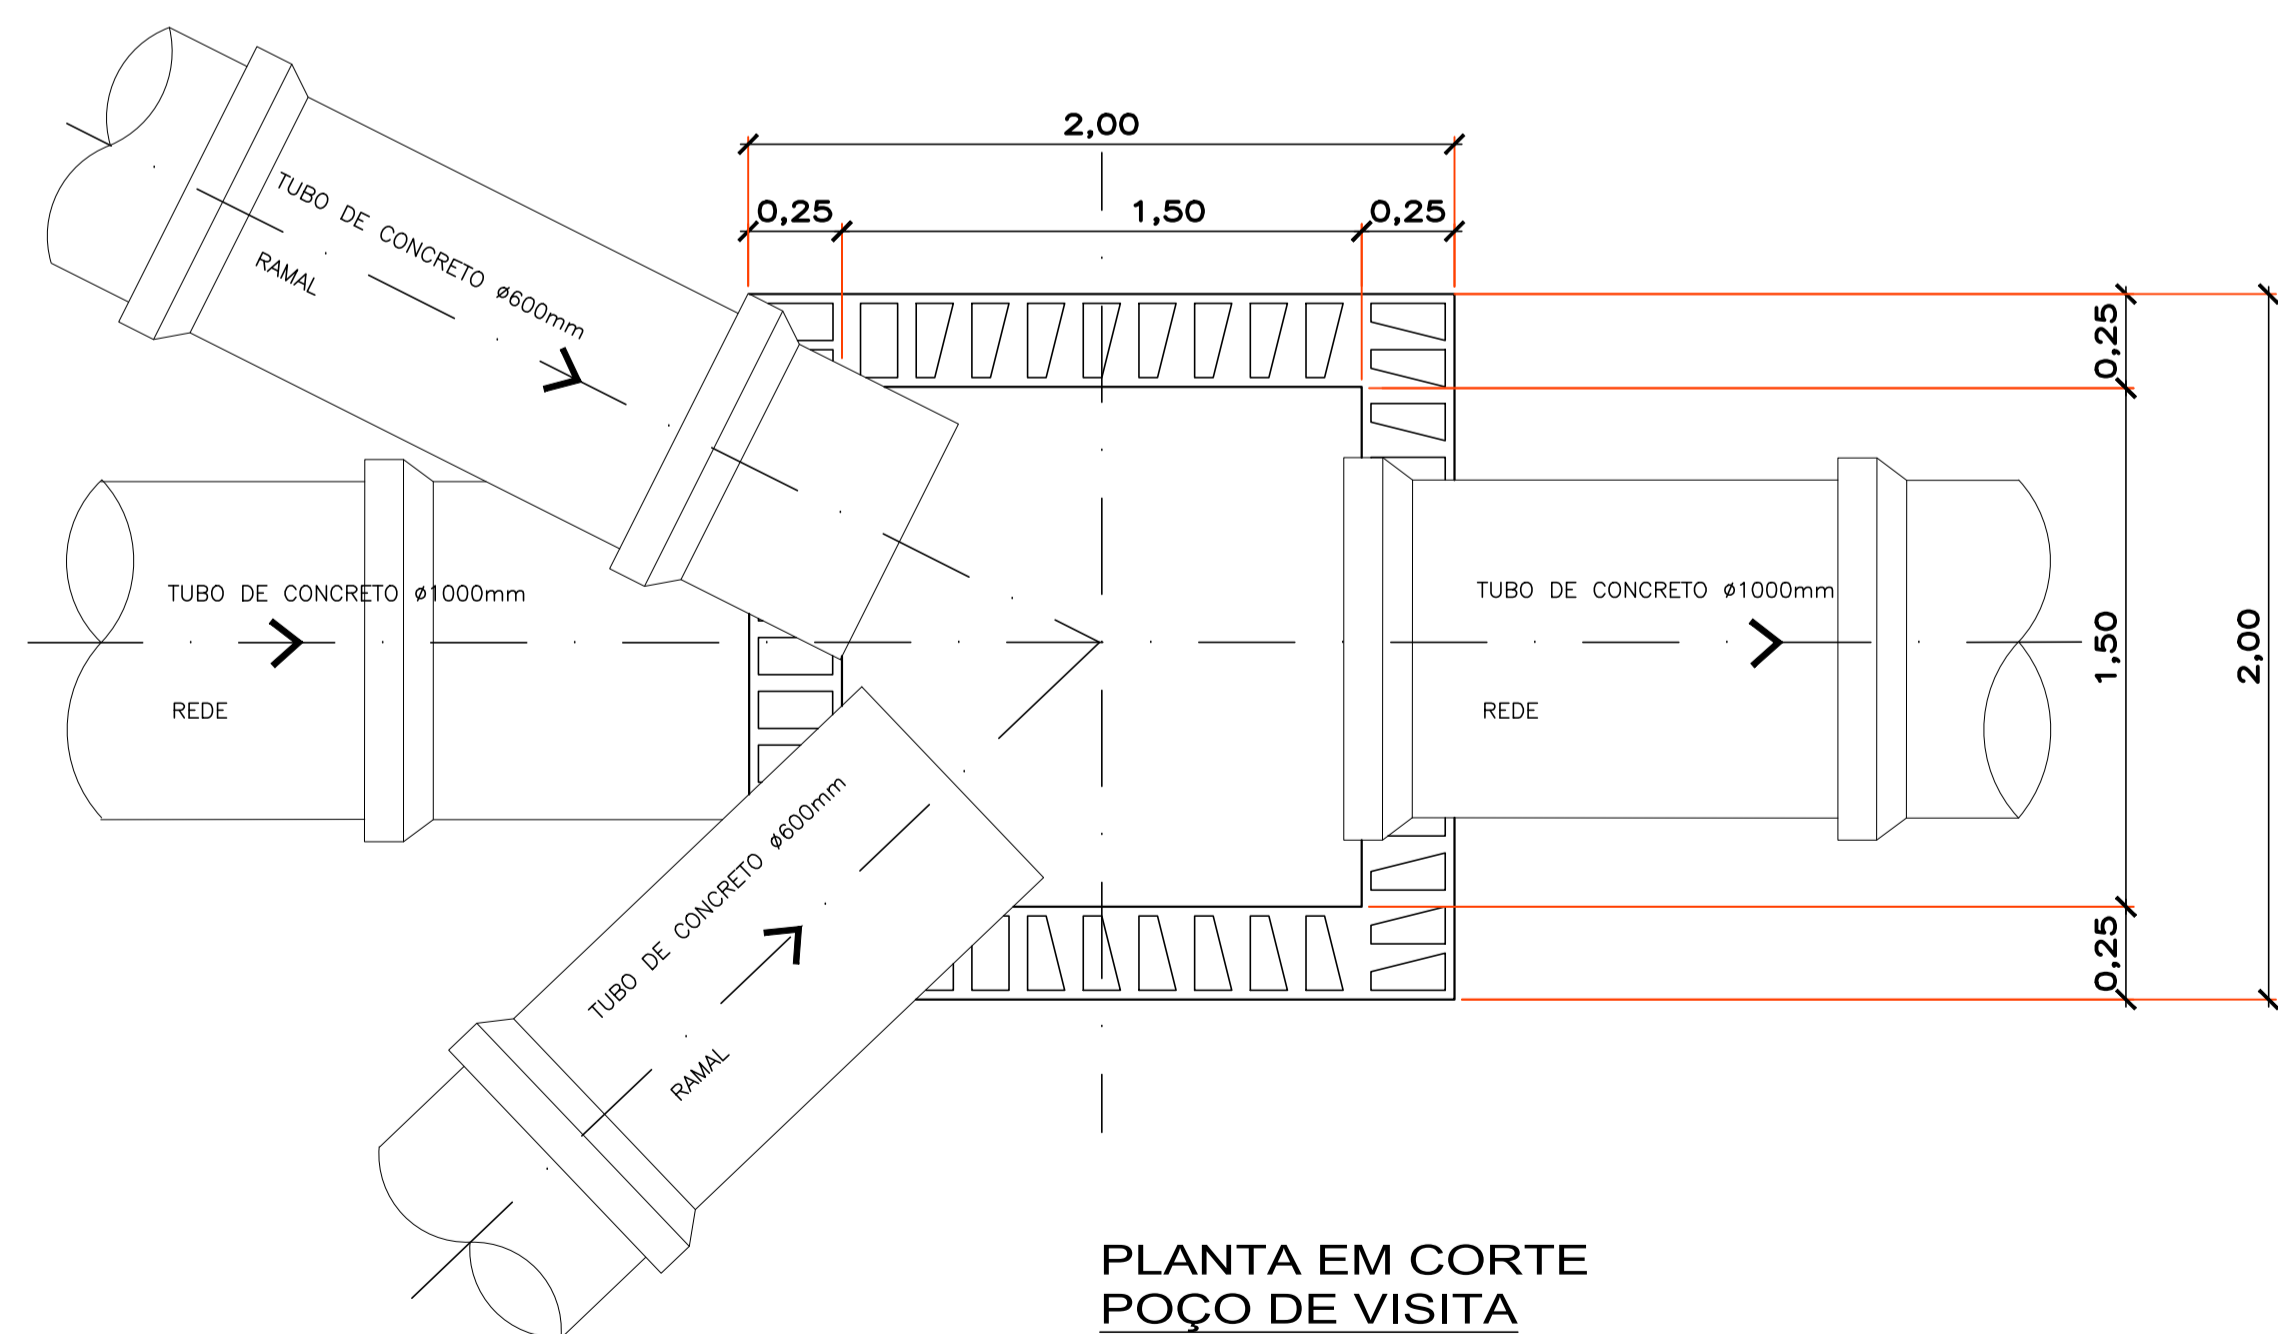 2,00
0,25
1,50
0,25
TUBO DE CONCRETO ø600mm
RAMAL
0,25
TUBO DE CONCRETO ø1000mm
REDE
TUBO DE CONCRETO ø1000mm
REDE
1,50
2,00
TUBO DE CONCRETO ø600mm
RAMAL
0,25
PLANTA EM CORTE
POÇO DE VISITA